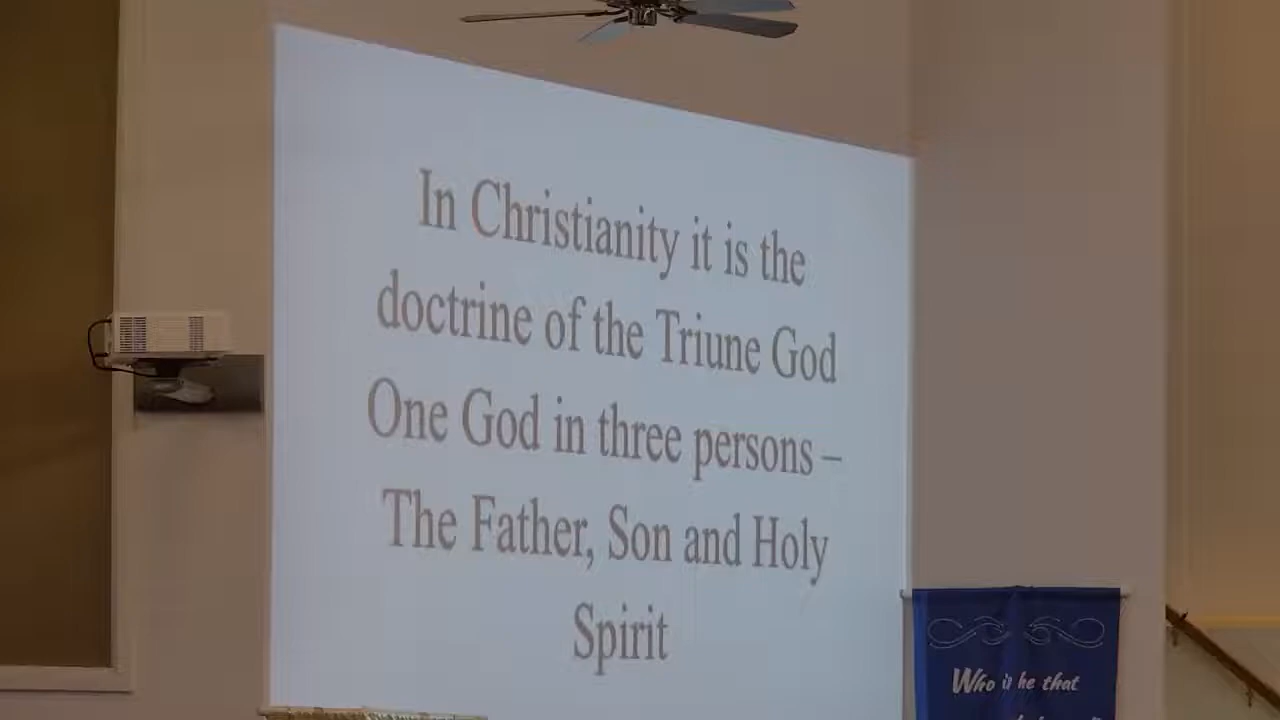 In Christianity it is the
doctrine of the Triune God
One God in three persons –
The Father, Son and Holy
Spirit
Who is he that